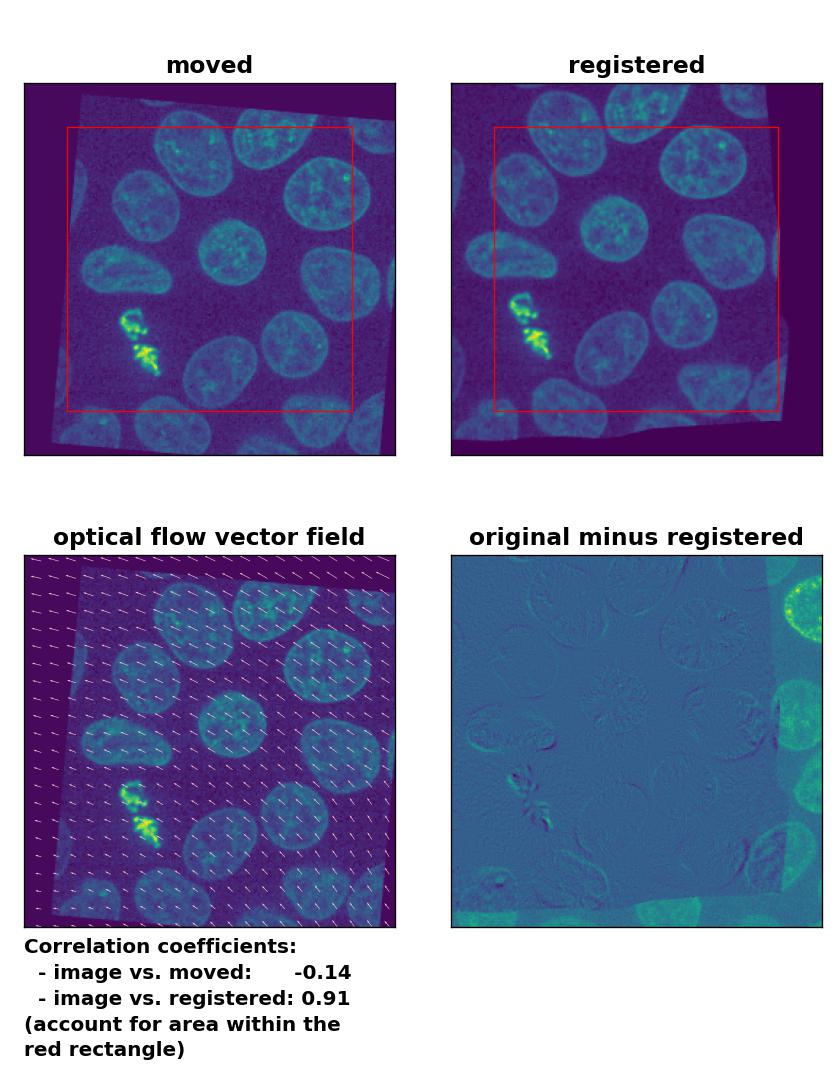 moved
registered
optical flow vector field
original minus registered
Correlation coefficients:
- image vs. moved: -0.14
- image vs. registered: 0.91
(account for area within the
red rectangle)